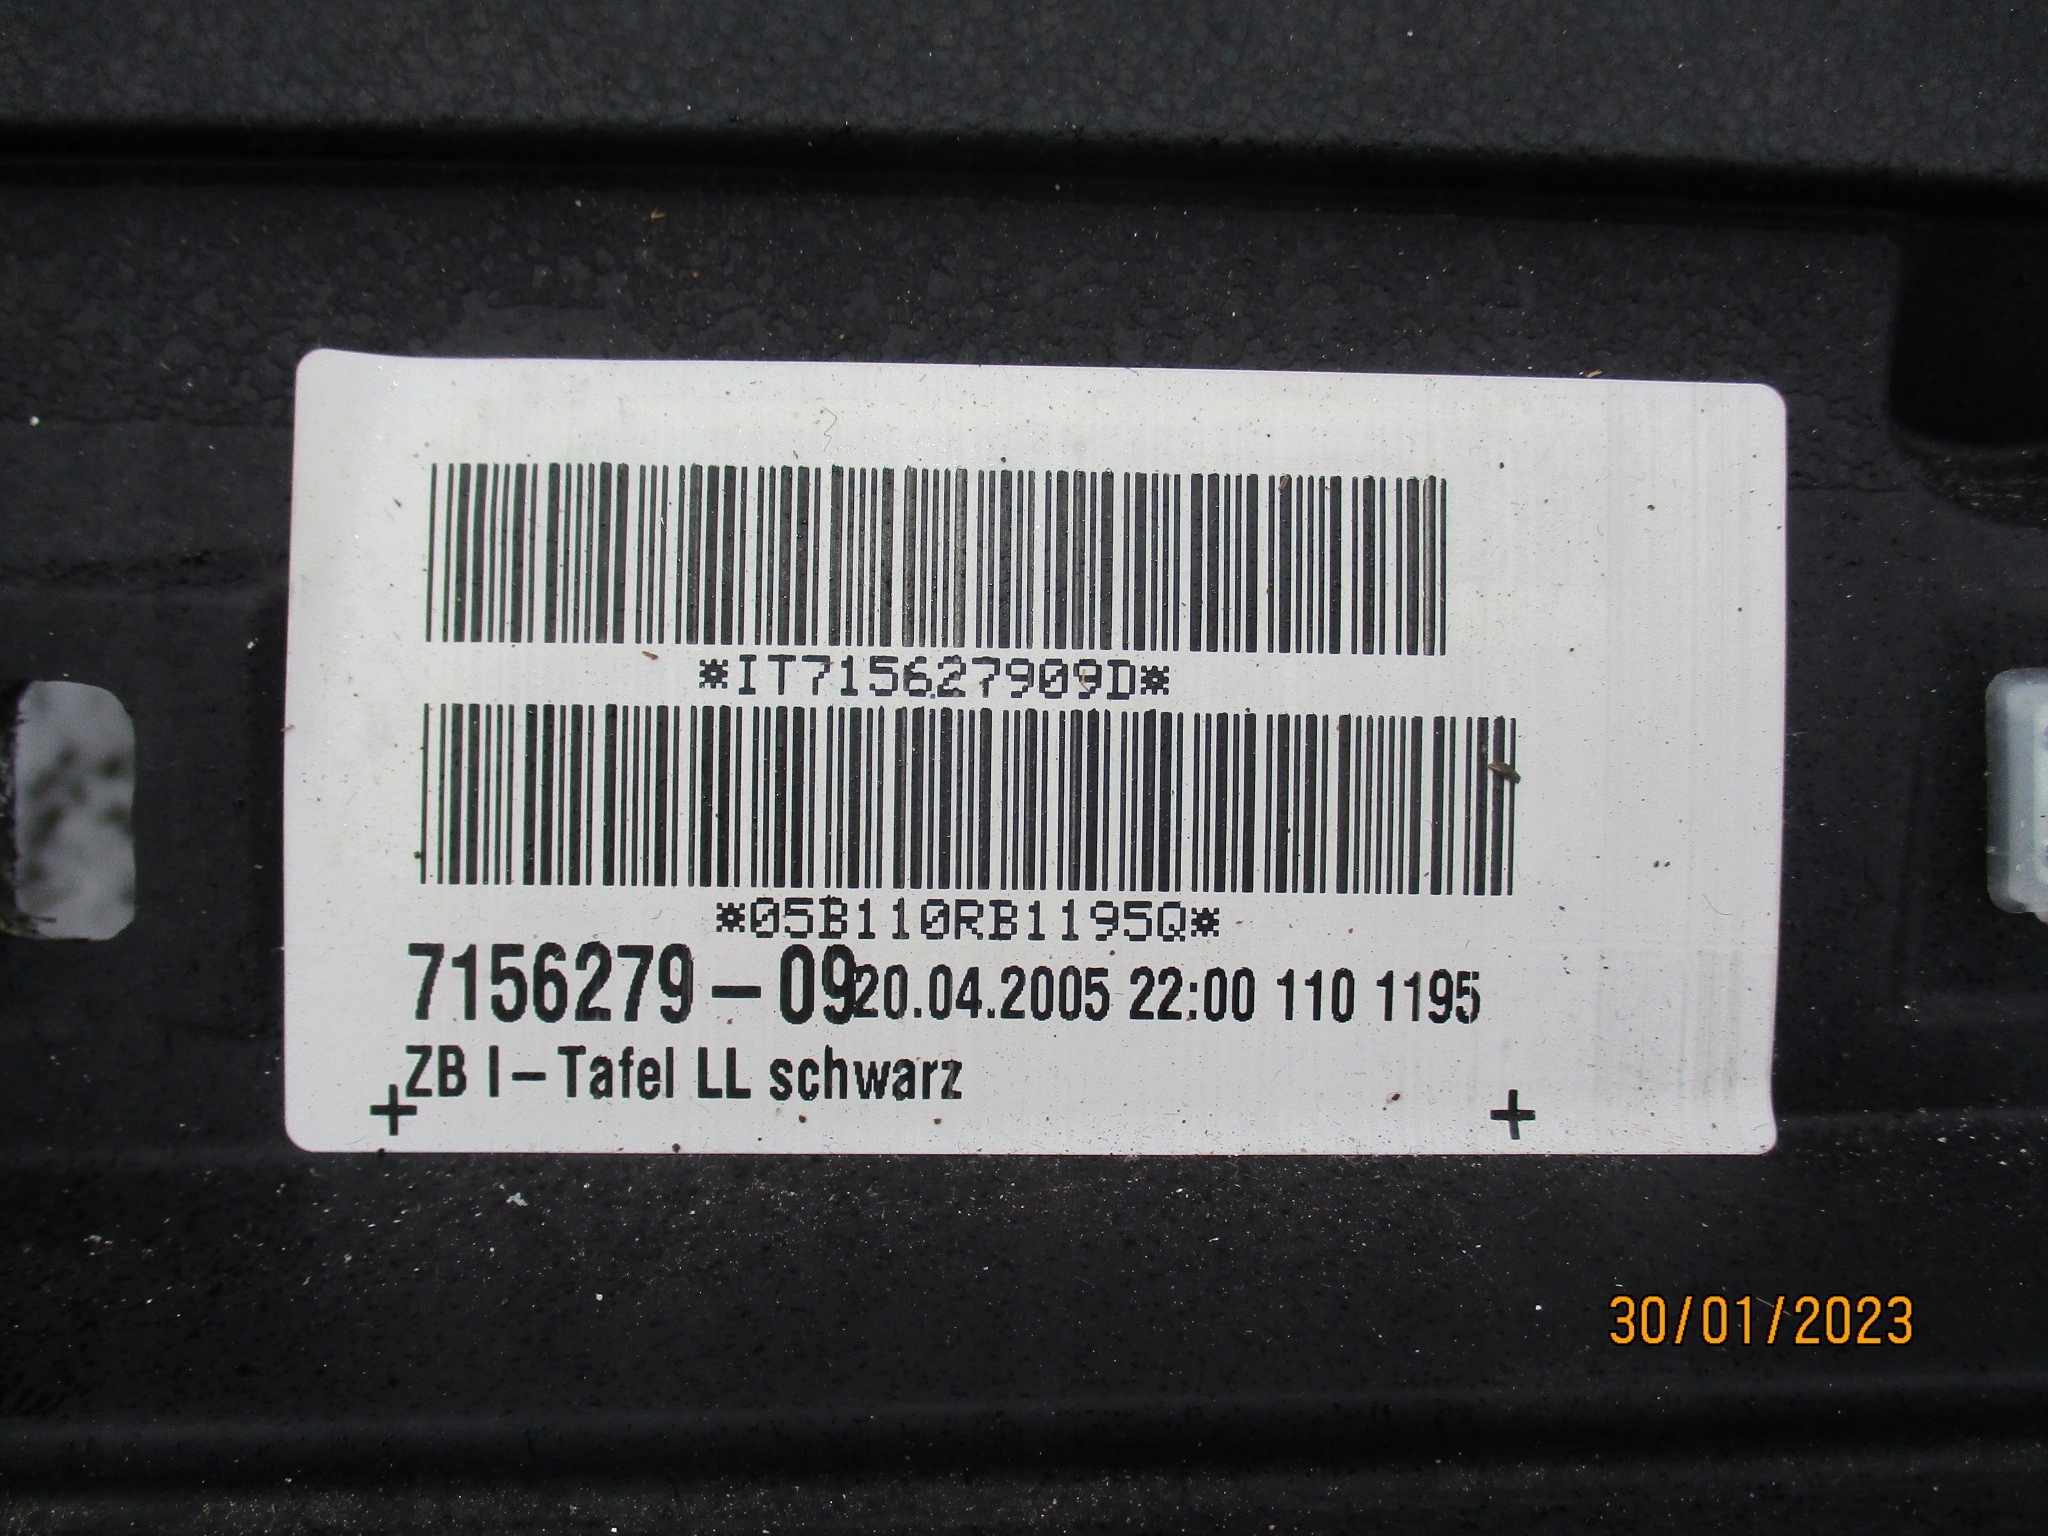 *IT715627909D*
*05B110RB1195Q*
7156279-09 20.04.2005 22:00 110 1195
ZB I-Tafel LL schwarz
30/01/2023